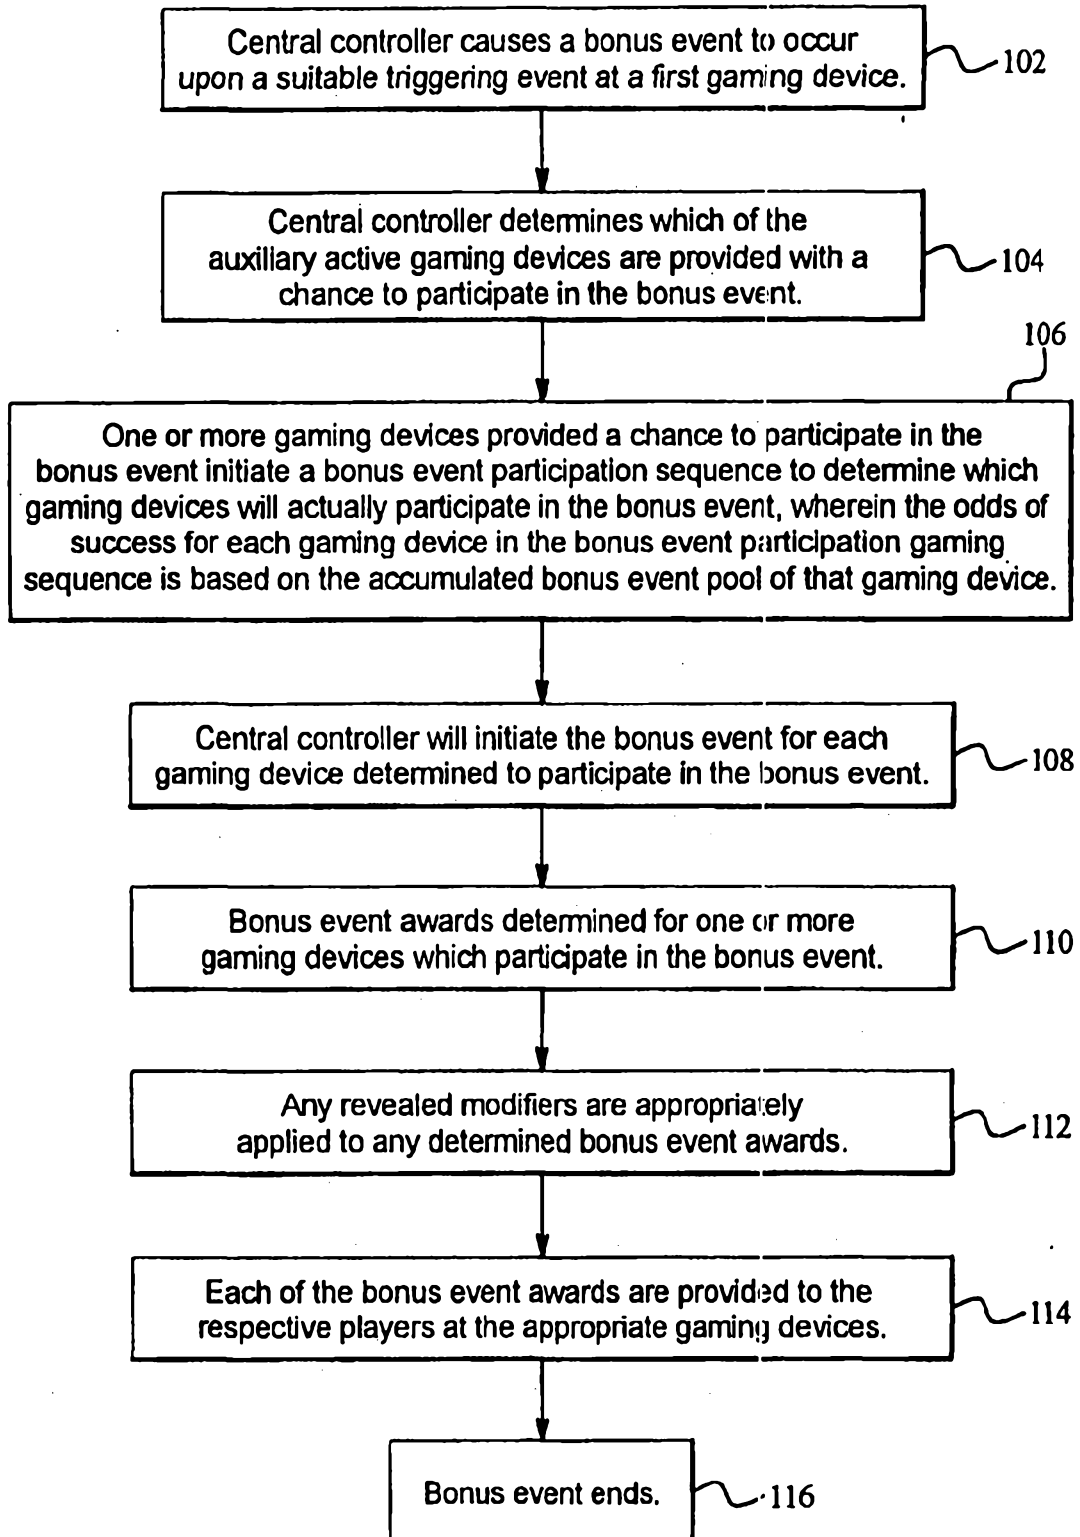 Central controller causes a bonus event to occur
upon a suitable triggering event at a first gaming device.
102
Central controller determines which of the
auxiliary active gaming devices are provided with a
chance to participate in the bonus event.
104
106
One or more gaming devices provided a chance to participate in the
bonus event initiate a bonus event participation sequence to determine which
gaming devices will actually participate in the bonus event, wherein the odds of
success for each gaming device in the bonus event participation gaming
sequence is based on the accumulated bonus event pool of that gaming device.
Central controller will initiate the bonus event for each
gaming device determined to participate in the bonus event.
108
Bonus event awards determined for one or more
gaming devices which participate in the bonus event.
110
Any revealed modifiers are appropriately
applied to any determined bonus event awards.
112
Each of the bonus event awards are provided to the
respective players at the appropriate gaming devices.
114
Bonus event ends.
116